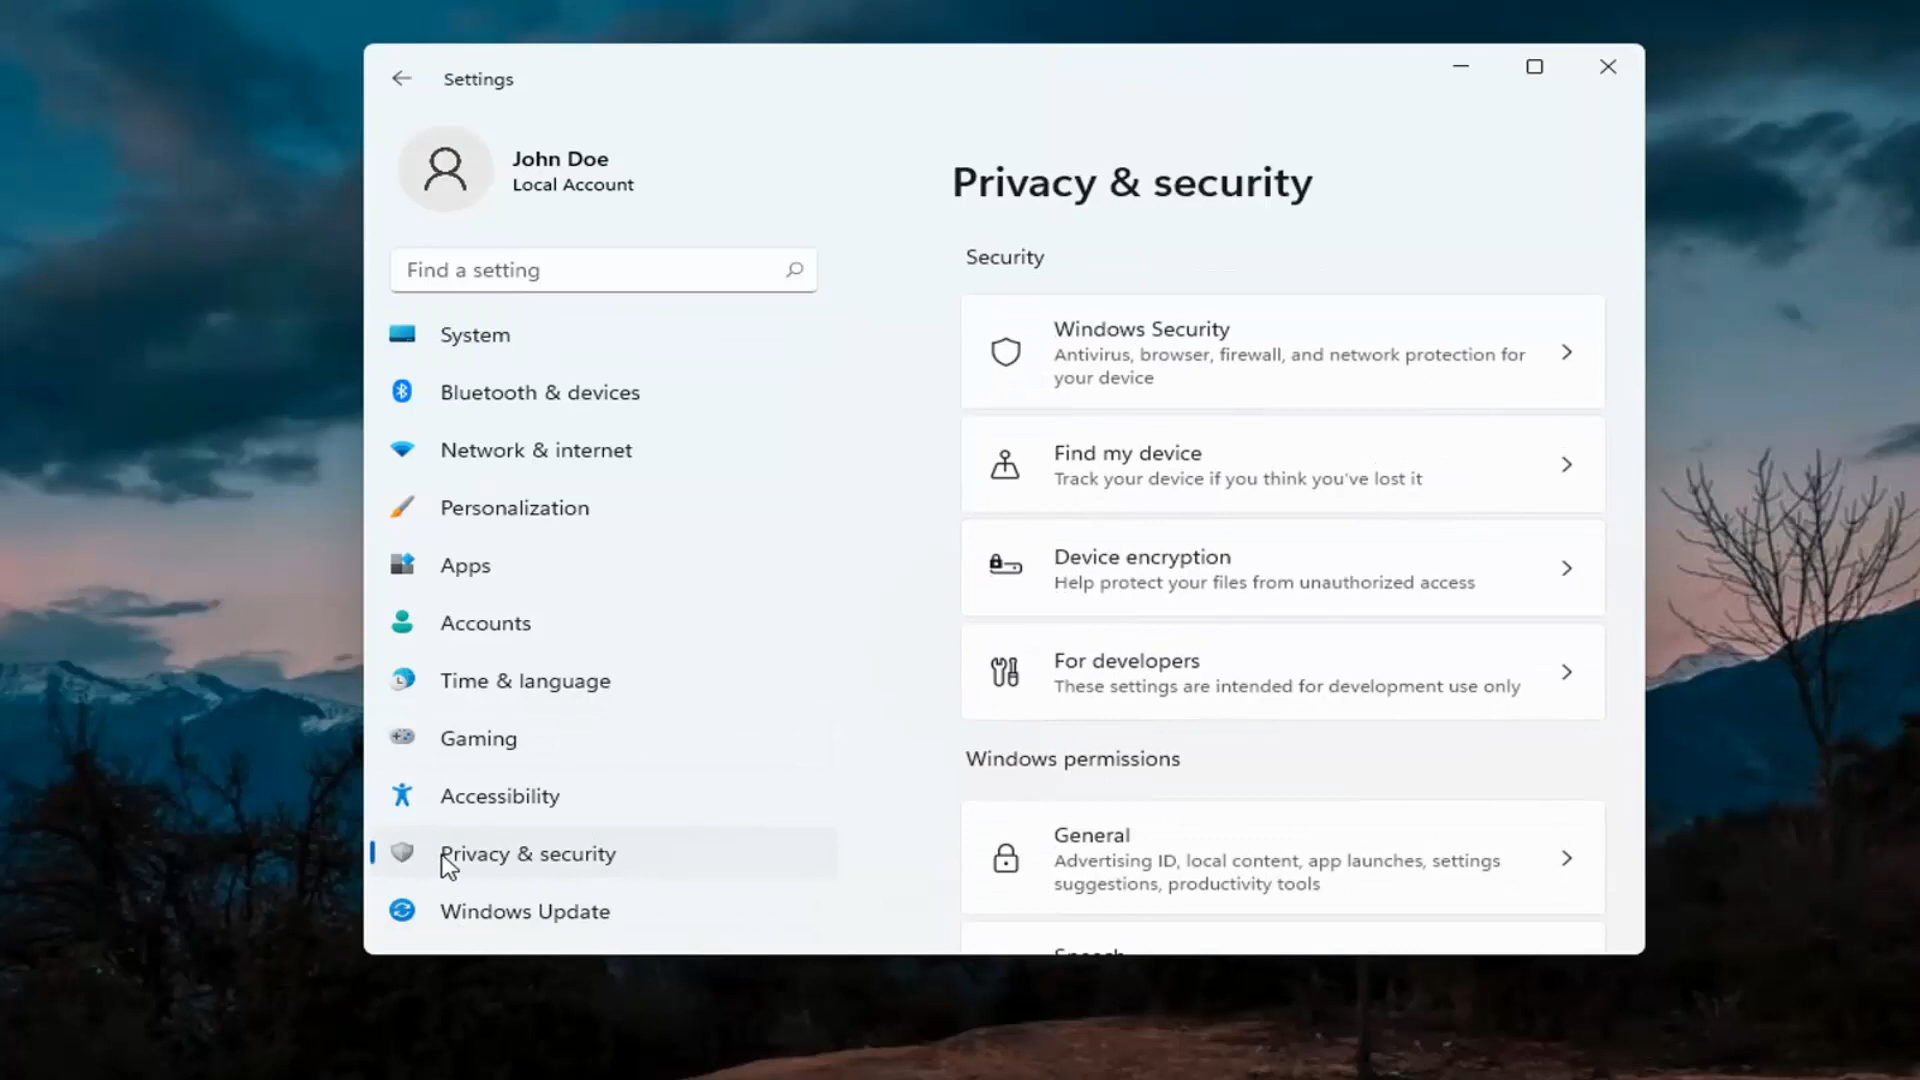 Settings
John Doe
Local Account
Find a setting
System
Bluetooth & devices
Network & internet
Personalization
Apps
Accounts
Time & language
Gaming
Accessibility
Privacy & security
Windows Update
Privacy & security
Security
Windows Security
Antivirus, browser, firewall, and network protection for
your device
Find my device
Track your device if you think you've lost it
Device encryption
Help protect your files from unauthorized access
For developers
These settings are intended for development use only
Windows permissions
General
Advertising ID, local content, app launches, settings
suggestions, productivity tools
Speech